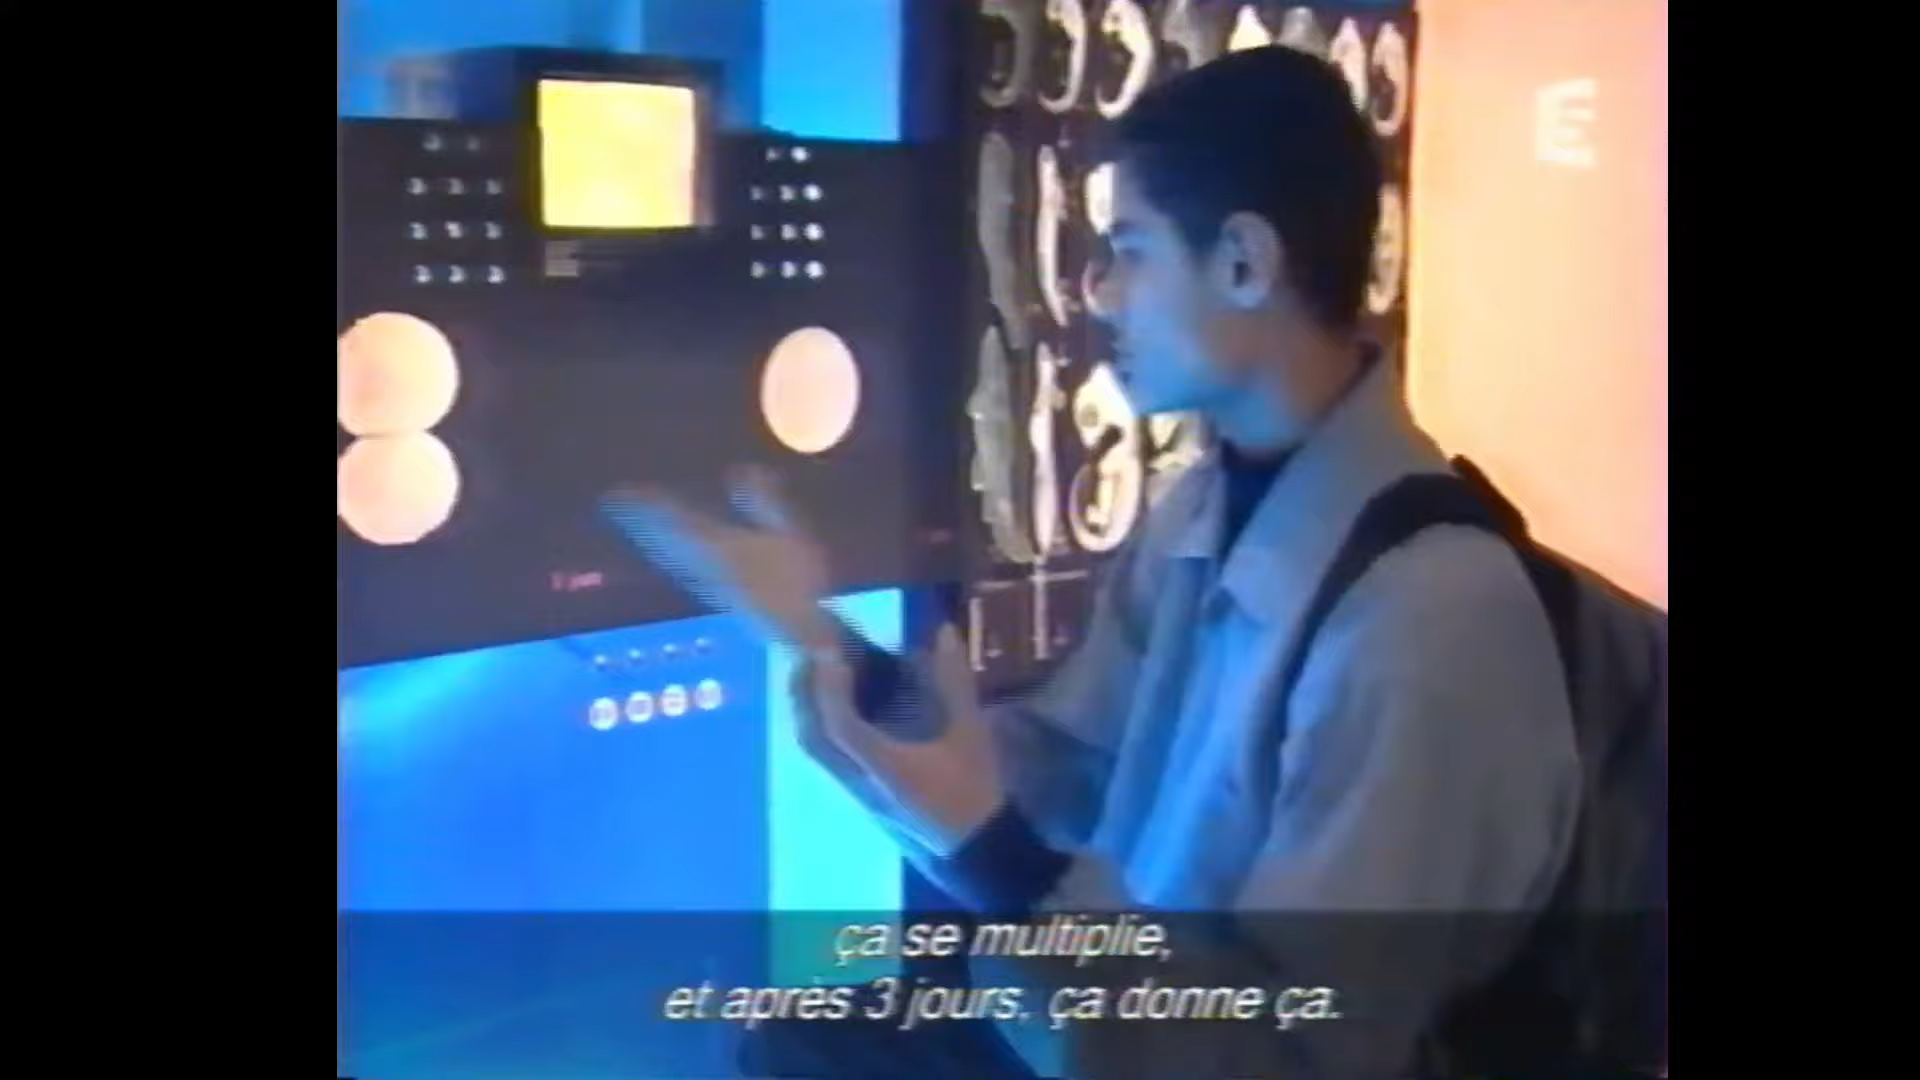 ça se multiplie,
et après 3 jours, ça donne ça.